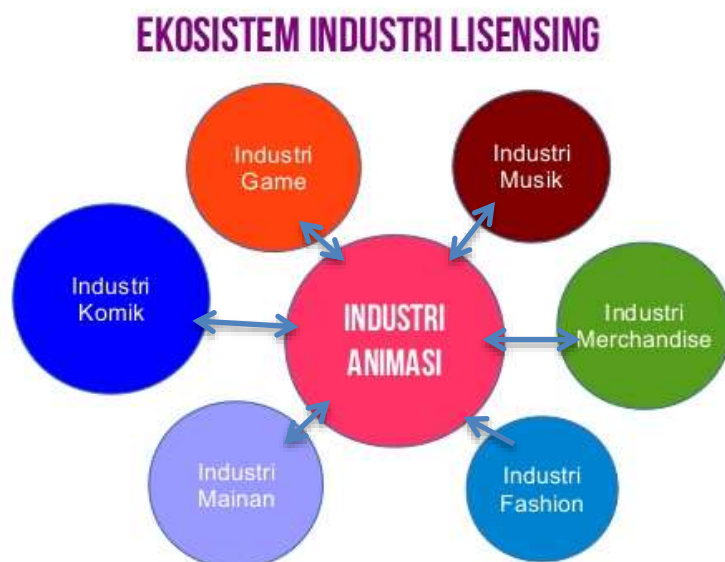 EKOSISTEM INDUSTRI LISENSING
Industri
Game
Industri
Musik
Industri
Komik
INDUSTRI
ANIMASI
Industri
Merchandise
Industri
Mainan
Industri
Fashion